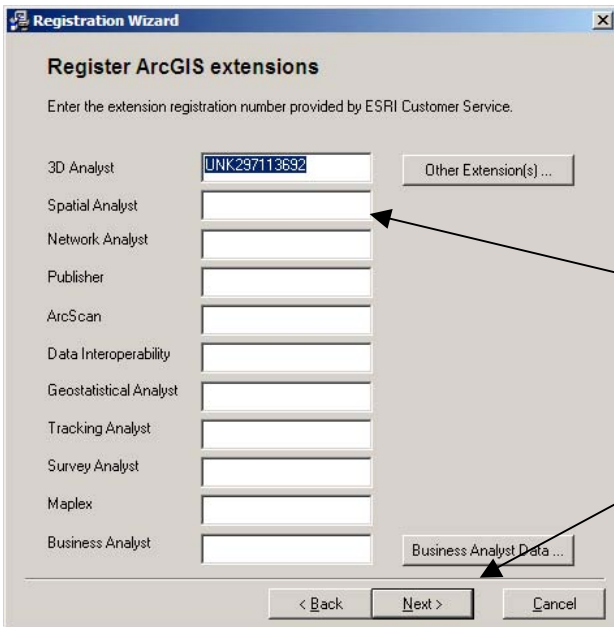 Registration Wizard
Register ArcGIS extensions
Enter the extension registration number provided by ESRI Customer Service.
3D Analyst UNK297113692 Other Extension(s) ...
Spatial Analyst
Network Analyst
Publisher
ArcScan
Data Interoperability
Geostatistical Analyst
Tracking Analyst
Survey Analyst
Maplex
Business Analyst Business Analyst Data ...
< Back Next > Cancel